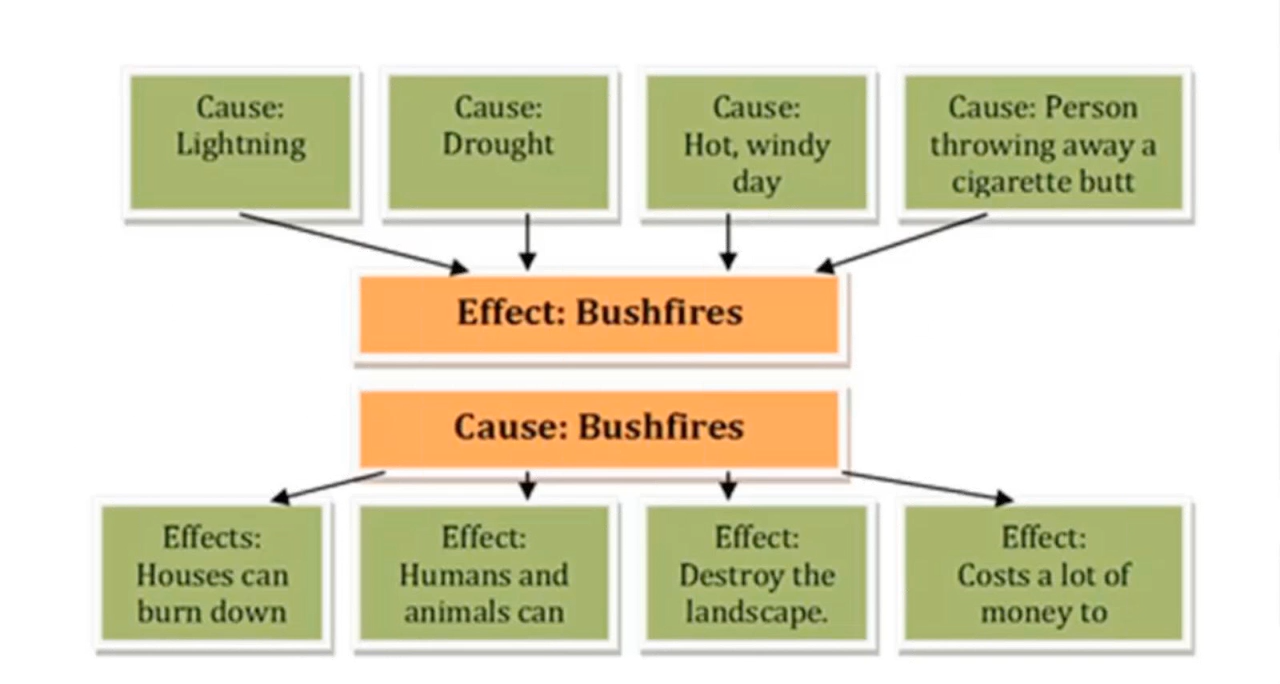 Cause:
Lightning
Cause:
Drought
Cause:
Hot, windy
day
Cause: Person
throwing away a
cigarette butt
Effect: Bushfires
Cause: Bushfires
Effects:
Houses can
burn down
Effect:
Humans and
animals can
Effect:
Destroy the
landscape.
Effect:
Costs a lot of
money to